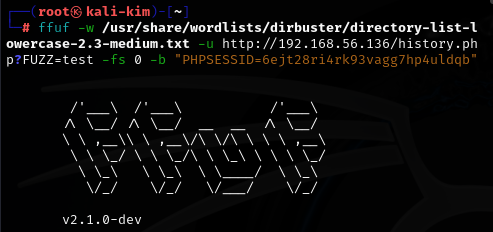 ┌──(root㉿kali-kim)-[~]
└─# ffuf -w /usr/share/wordlists/dirbuster/directory-list-l
owercase-2.3-medium.txt -u http://192.168.56.136/history.ph
p?FUZZ=test -fs 0 -b "PHPSESSID=6ejt28ri4rk93vagg7hp4uldqb"
        /'___\  /'___\           /'___\
       /\ \__/ /\ \__/  __  __  /\ \__/
       \ \ ,__\\ \ ,__\/\ \/\ \ \ \ ,__\
        \ \ \_/ \ \ \_/\ \ \_\ \ \ \ \_/
         \ \_\   \ \_\  \ \____/  \ \_\
          \/_/    \/_/   \/___/    \/_/
       v2.1.0-dev